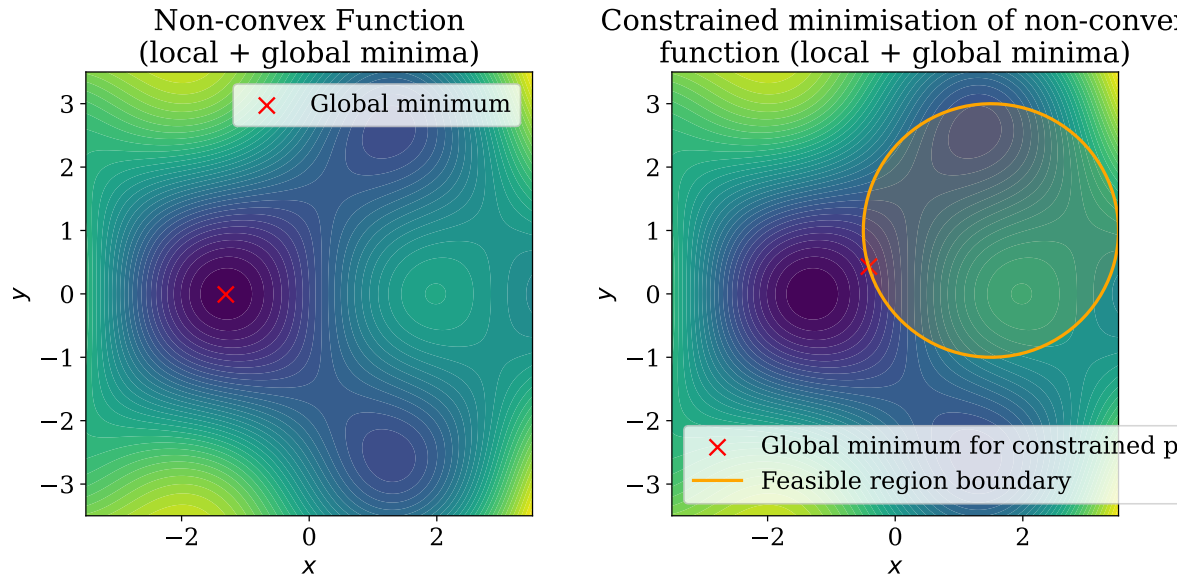 Non-convex Function
(local + global minima)
Constrained minimisation of non-convex
function (local + global minima)
3
2
1
0
−1
−2
−3
y
−2
0
2
x
Global minimum
3
2
1
0
−1
−2
−3
y
−2
0
2
x
Global minimum for constrained p
Feasible region boundary